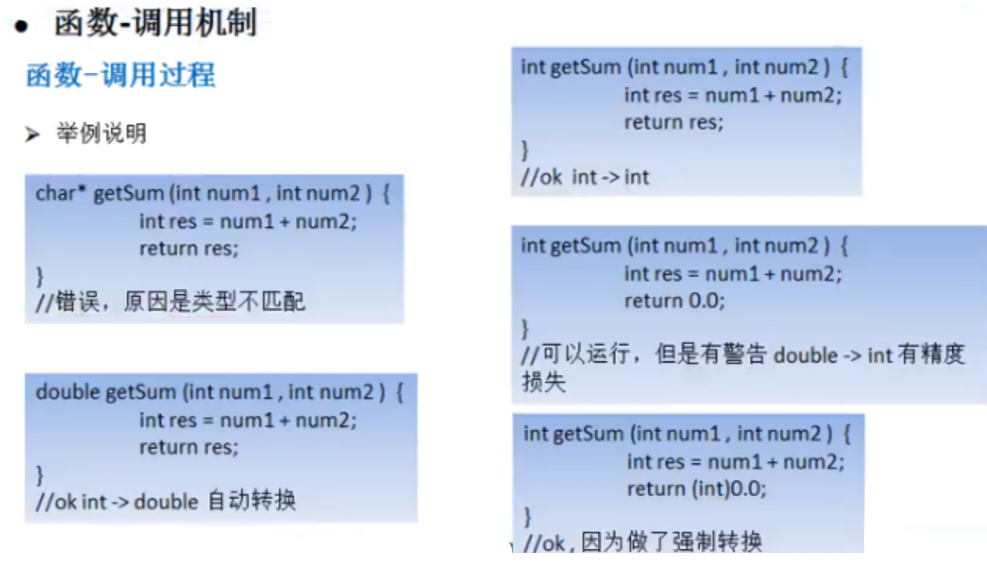 ● 函数-调用机制
函数-调用过程
➢ 举例说明
char* getSum (int num1 , int num2 ) {
int res = num1 + num2;
return res;
}
//错误，原因是类型不匹配
double getSum (int num1 , int num2 ) {
int res = num1 + num2;
return res;
}
//ok int -> double 自动转换
int getSum (int num1 , int num2 ) {
int res = num1 + num2;
return res;
}
//ok int -> int
int getSum (int num1 , int num2 ) {
int res = num1 + num2;
return 0.0;
}
//可以运行，但是有警告 double -> int 有精度
损失
int getSum (int num1 , int num2 ) {
int res = num1 + num2;
return (int)0.0;
}
//ok , 因为做了强制转换